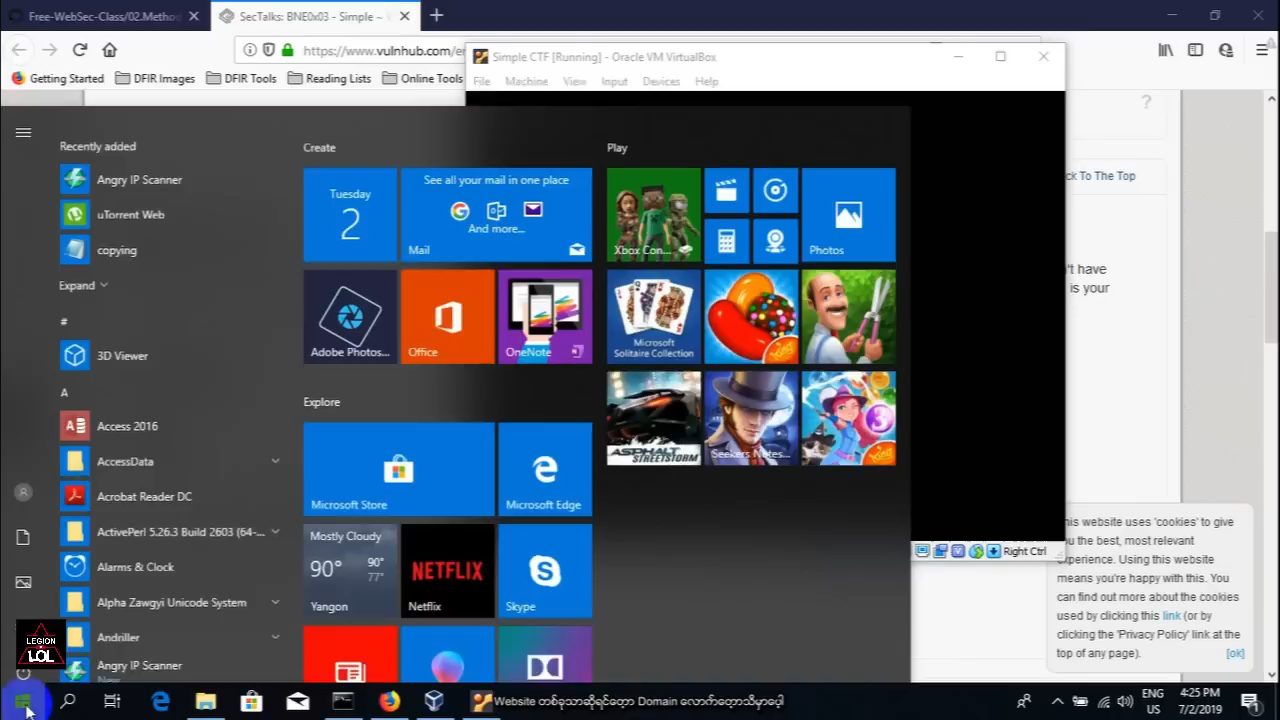 Free-WebSec-Class/02.Method
SecTalks: BNE0x03 - Simple ~
https://www.vulnhub.com/en
Getting Started
DFIR Images
DFIR Tools
Reading Lists
Online Tools
Simple CTF [Running] - Oracle VM VirtualBox
File Machine View Input Devices Help
?
ck To The Top
't have
is your
Recently added
Angry IP Scanner
uTorrent Web
copying
Expand
#
3D Viewer
A
Access 2016
AccessData
Acrobat Reader DC
ActivePerl 5.26.3 Build 2603 (64-...
Alarms & Clock
Alpha Zawgyi Unicode System
Andriller
Angry IP Scanner
New
Create
Tuesday
2
See all your mail in one place
And more...
Mail
Adobe Photos...
Office
OneNote
Explore
Microsoft Store
Microsoft Edge
Mostly Cloudy
90°
90°
77°
Yangon
NETFLIX
Netflix
Skype
Play
Xbox Con...
Photos
Microsoft
Solitaire Collection
King
ASPHALT
STREETSTORM
Seekers Notes...
3
King
Right Ctrl
This website uses 'cookies' to give
you the best, most relevant
experience. Using this website
means you're happy with this. You
can find out more about the cookies
used by clicking this link (or by
clicking the 'Privacy Policy' link at the
top of any page).
[ok]
LEGION
LOL
Website တစ်ခုသာဆိုရင်တော့ Domain လောက်တော့သိမှာပေါ့
ENG
US
4:25 PM
7/2/2019
1